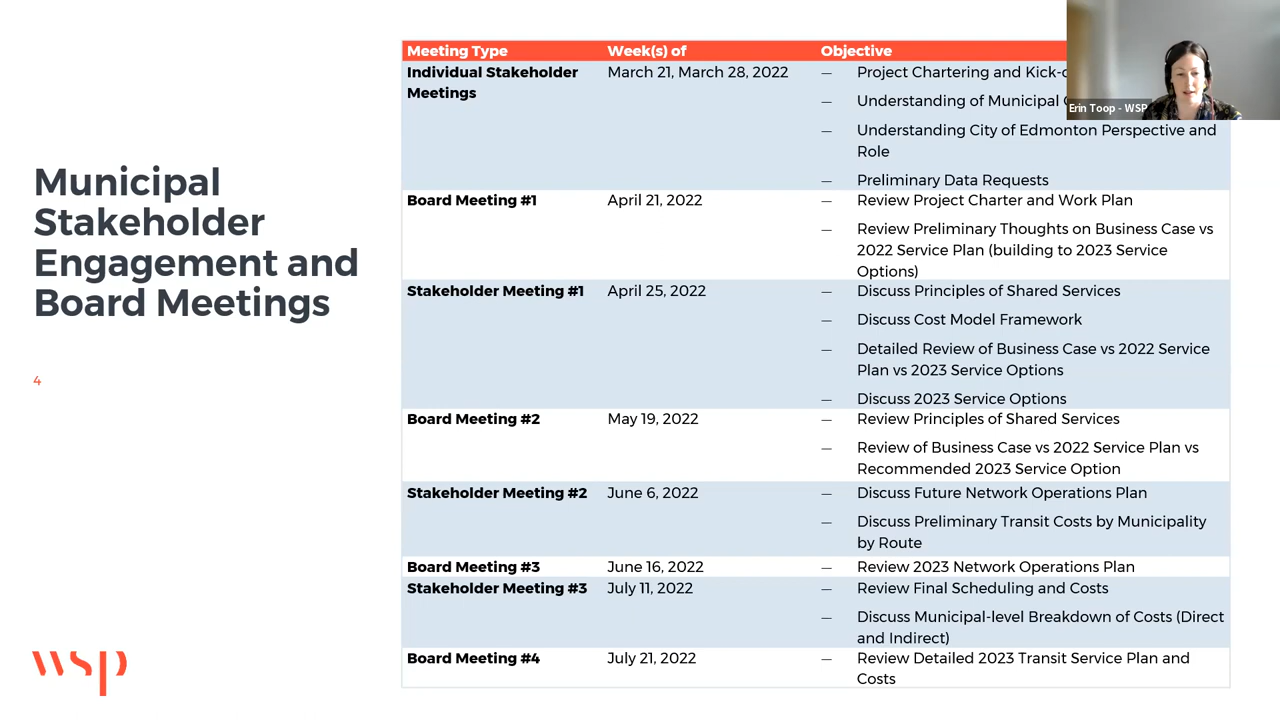 Municipal
Stakeholder
Engagement and
Board Meetings
4
wsp
Meeting Type Week(s) of Objective
Individual Stakeholder March 21, March 28, 2022 — Project Chartering and
Meetings
— Understanding of Municipal
— Understanding City of Edmonton Perspective and
Role
— Preliminary Data Requests
Board Meeting #1 April 21, 2022 — Review Project Charter and Work Plan
— Review Preliminary Thoughts on Business Case vs
2022 Service Plan (building to 2023 Service
Options)
Stakeholder Meeting #1 April 25, 2022 — Discuss Principles of Shared Services
— Discuss Cost Model Framework
— Detailed Review of Business Case vs 2022 Service
Plan vs 2023 Service Options
— Discuss 2023 Service Options
Board Meeting #2 May 19, 2022 — Review Principles of Shared Services
— Review of Business Case vs 2022 Service Plan vs
Recommended 2023 Service Option
Stakeholder Meeting #2 June 6, 2022 — Discuss Future Network Operations Plan
— Discuss Preliminary Transit Costs by Municipality
by Route
Board Meeting #3 June 16, 2022 — Review 2023 Network Operations Plan
Stakeholder Meeting #3 July 11, 2022 — Review Final Scheduling and Costs
— Discuss Municipal-level Breakdown of Costs (Direct
and Indirect)
Board Meeting #4 July 21, 2022 — Review Detailed 2023 Transit Service Plan and
Costs
Erin Toop - WSP